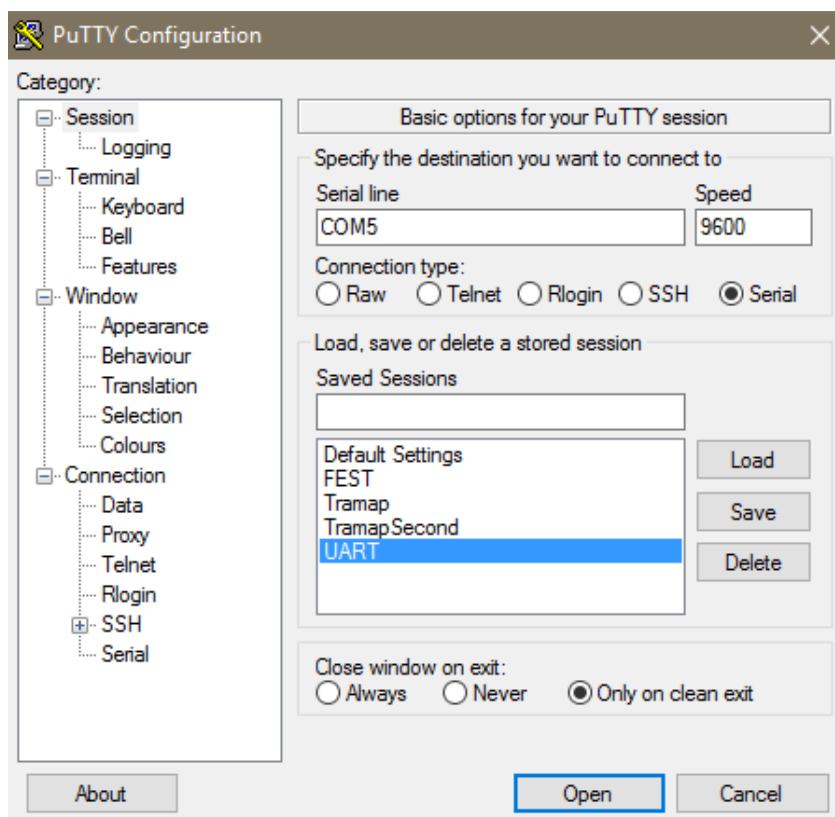 PuTTY Configuration
Category:
Session
Logging
Terminal
Keyboard
Bell
Features
Window
Appearance
Behaviour
Translation
Selection
Colours
Connection
Data
Proxy
Telnet
Rlogin
SSH
Serial
Basic options for your PuTTY session
Specify the destination you want to connect to
Serial line Speed
COM5 9600
Connection type:
Raw Telnet Rlogin SSH Serial
Load, save or delete a stored session
Saved Sessions
Default Settings
FEST
Tramap
TramapSecond
UART
Load
Save
Delete
Close window on exit:
Always Never Only on clean exit
About Open Cancel